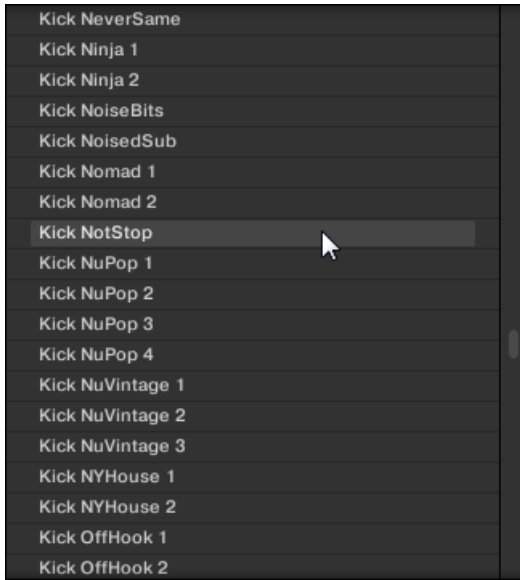 Kick NeverSame
Kick Ninja 1
Kick Ninja 2
Kick NoiseBits
Kick NoisedSub
Kick Nomad 1
Kick Nomad 2
Kick NotStop
Kick NuPop 1
Kick NuPop 2
Kick NuPop 3
Kick NuPop 4
Kick NuVintage 1
Kick NuVintage 2
Kick NuVintage 3
Kick NYHouse 1
Kick NYHouse 2
Kick OffHook 1
Kick OffHook 2